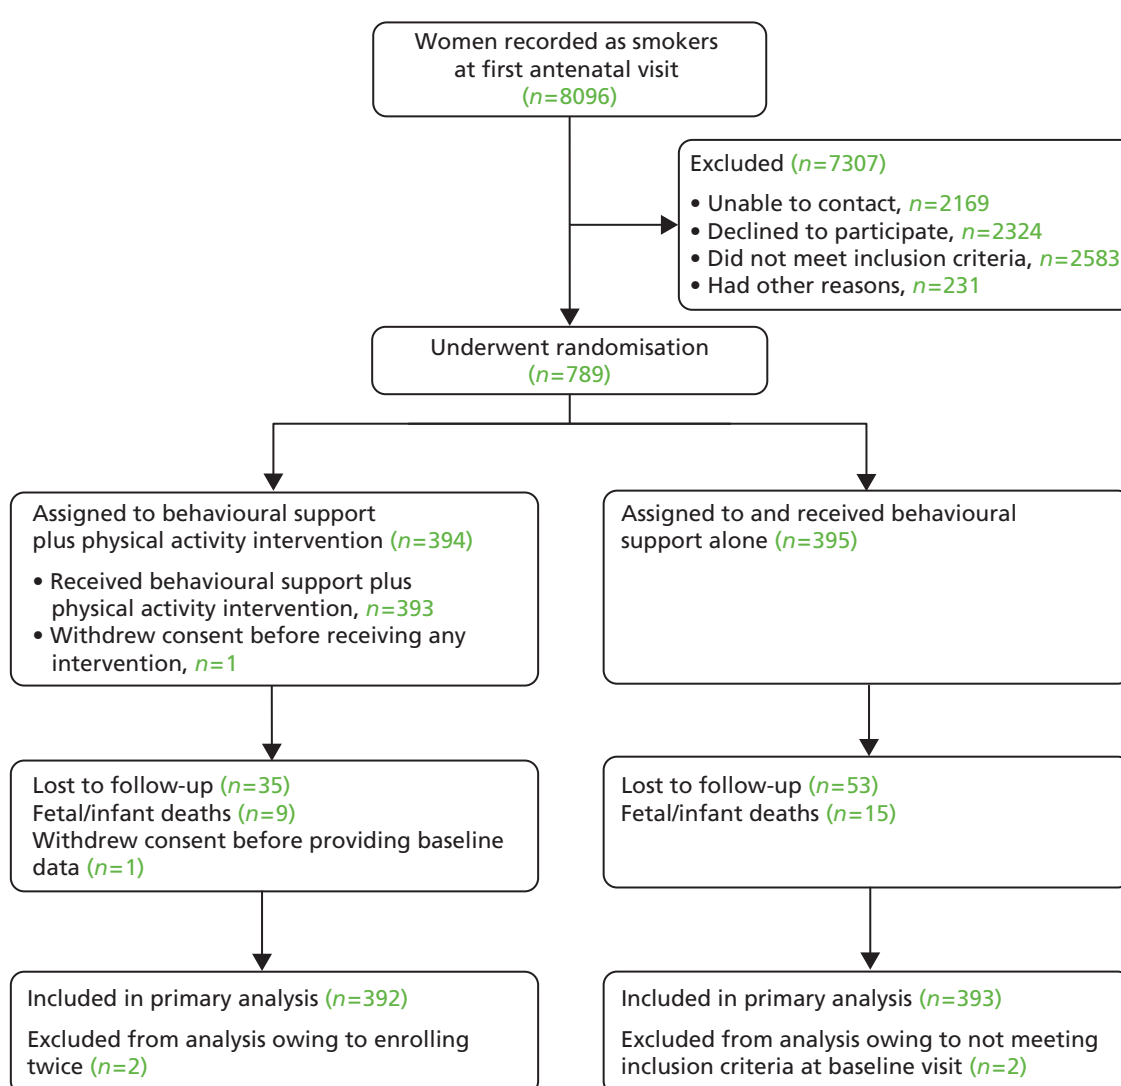 Women recorded as smokers
at first antenatal visit
(n=8096)
Excluded (n=7307)
• Unable to contact, n=2169
• Declined to participate, n=2324
• Did not meet inclusion criteria, n=2583
• Had other reasons, n=231
Underwent randomisation
(n=789)
Assigned to behavioural support
plus physical activity intervention (n=394)
• Received behavioural support plus
physical activity intervention, n=393
• Withdrew consent before receiving any
intervention, n=1
Assigned to and received behavioural
support alone (n=395)
Lost to follow-up (n=35)
Fetal/infant deaths (n=9)
Withdrew consent before providing baseline
data (n=1)
Lost to follow-up (n=53)
Fetal/infant deaths (n=15)
Included in primary analysis (n=392)
Excluded from analysis owing to enrolling
twice (n=2)
Included in primary analysis (n=393)
Excluded from analysis owing to not meeting
inclusion criteria at baseline visit (n=2)